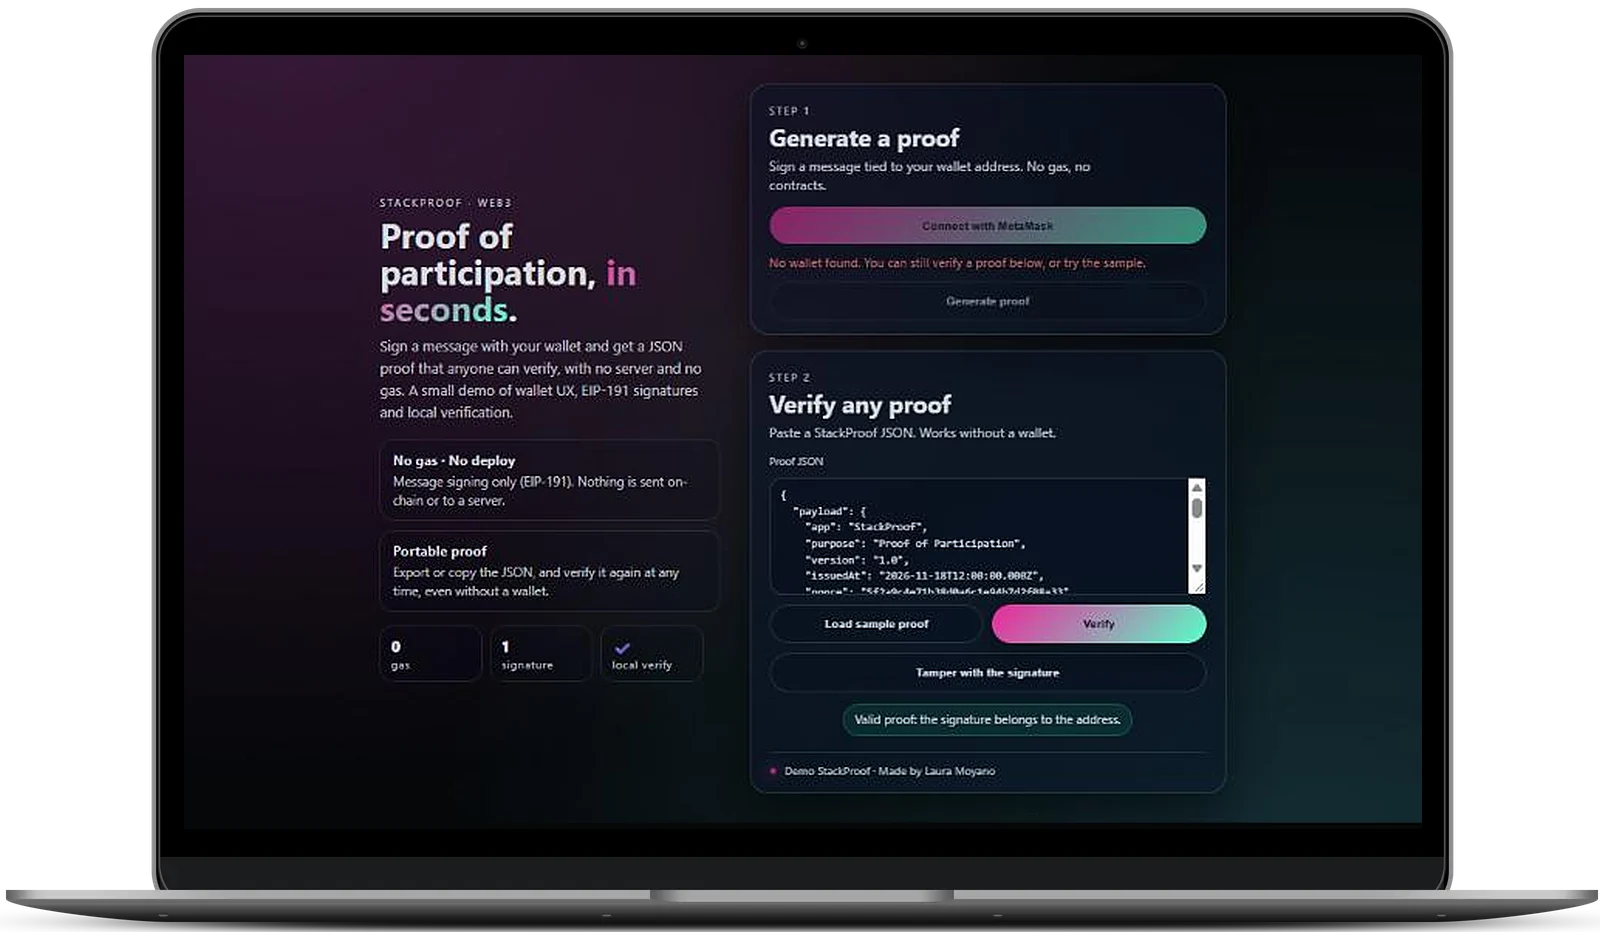 STACKPROOF · WEB3
Proof of
participation, in
seconds.
Sign a message with your wallet and get a JSON
proof that anyone can verify, with no server and no
gas. A small demo of wallet UX, EIP-191 signatures
and local verification.
No gas · No deploy
Message signing only (EIP-191). Nothing is sent on-
chain or to a server.
Portable proof
Export or copy the JSON, and verify it again at any
time, even without a wallet.
0
gas
1
signature
local verify
STEP 1
Generate a proof
Sign a message tied to your wallet address. No gas, no
contracts.
Connect with MetaMask
No wallet found. You can still verify a proof below, or try the sample.
Generate proof
STEP 2
Verify any proof
Paste a StackProof JSON. Works without a wallet.
Proof JSON
{
"payload": {
"app": "StackProof",
"purpose": "Proof of Participation",
"version": "1.0",
"issuedAt": "2026-11-18T12:00:00.000Z",
Load sample proof
Verify
Tamper with the signature
Valid proof: the signature belongs to the address.
Demo StackProof · Made by Laura Moyano